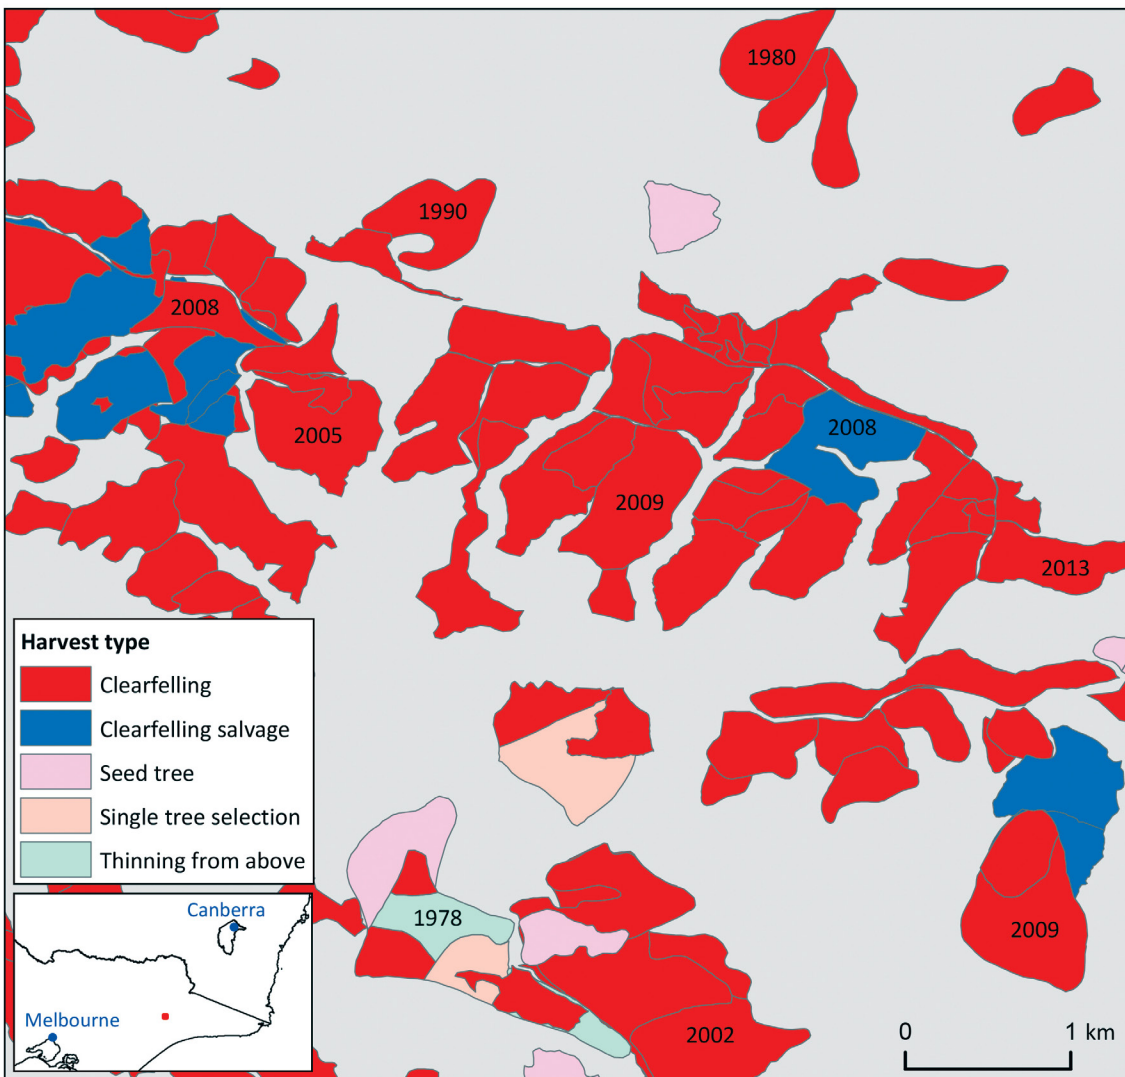 1980
1990
2008
2005
2008
2009
2013
Harvest type
Clearfelling
Clearfelling salvage
Seed tree
Single tree selection
Thinning from above
1978
2009
2002
Canberra
Melbourne
0 1 km